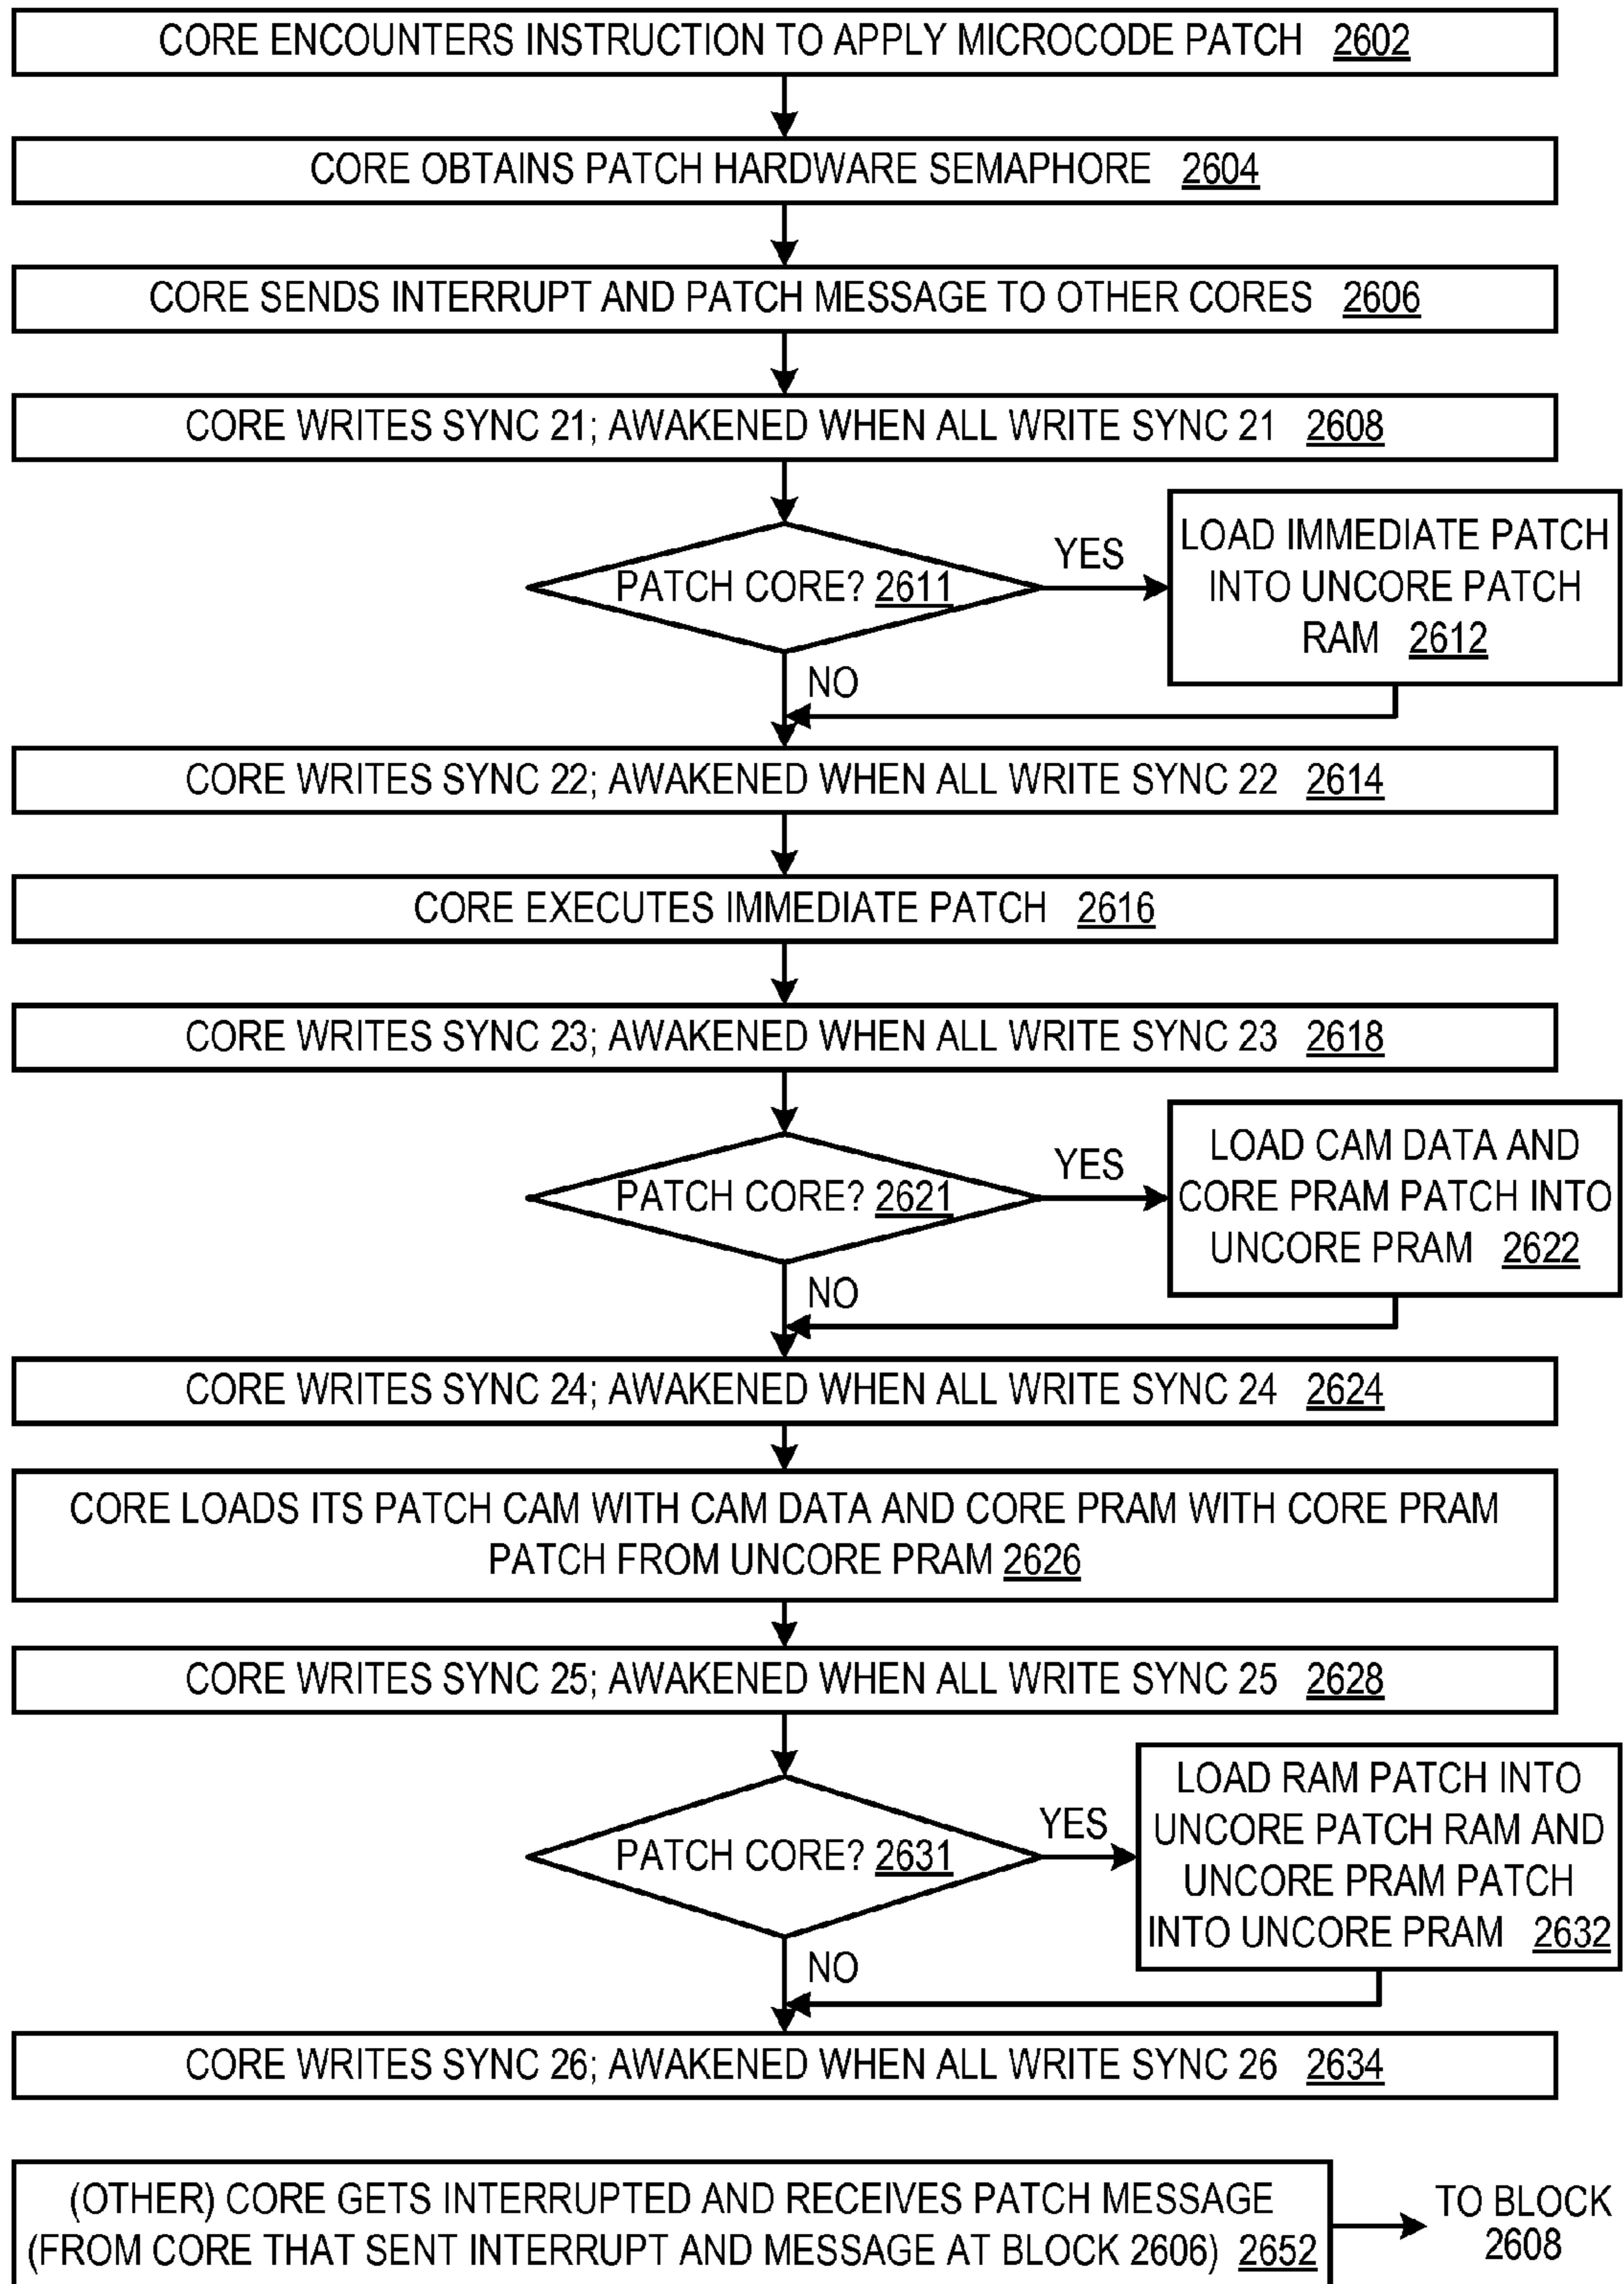 CORE ENCOUNTERS INSTRUCTION TO APPLY MICROCODE PATCH 2602
CORE OBTAINS PATCH HARDWARE SEMAPHORE 2604
CORE SENDS INTERRUPT AND PATCH MESSAGE TO OTHER CORES 2606
CORE WRITES SYNC 21; AWAKENED WHEN ALL WRITE SYNC 21 2608
PATCH CORE? 2611
YES
LOAD IMMEDIATE PATCH
INTO UNCORE PATCH
RAM 2612
NO
CORE WRITES SYNC 22; AWAKENED WHEN ALL WRITE SYNC 22 2614
CORE EXECUTES IMMEDIATE PATCH 2616
CORE WRITES SYNC 23; AWAKENED WHEN ALL WRITE SYNC 23 2618
PATCH CORE? 2621
YES
LOAD CAM DATA AND
CORE PRAM PATCH INTO
UNCORE PRAM 2622
NO
CORE WRITES SYNC 24; AWAKENED WHEN ALL WRITE SYNC 24 2624
CORE LOADS ITS PATCH CAM WITH CAM DATA AND CORE PRAM WITH CORE PRAM
PATCH FROM UNCORE PRAM 2626
CORE WRITES SYNC 25; AWAKENED WHEN ALL WRITE SYNC 25 2628
PATCH CORE? 2631
YES
LOAD RAM PATCH INTO
UNCORE PATCH RAM AND
UNCORE PRAM PATCH
INTO UNCORE PRAM 2632
NO
CORE WRITES SYNC 26; AWAKENED WHEN ALL WRITE SYNC 26 2634
(OTHER) CORE GETS INTERRUPTED AND RECEIVES PATCH MESSAGE
(FROM CORE THAT SENT INTERRUPT AND MESSAGE AT BLOCK 2606) 2652
TO BLOCK
2608